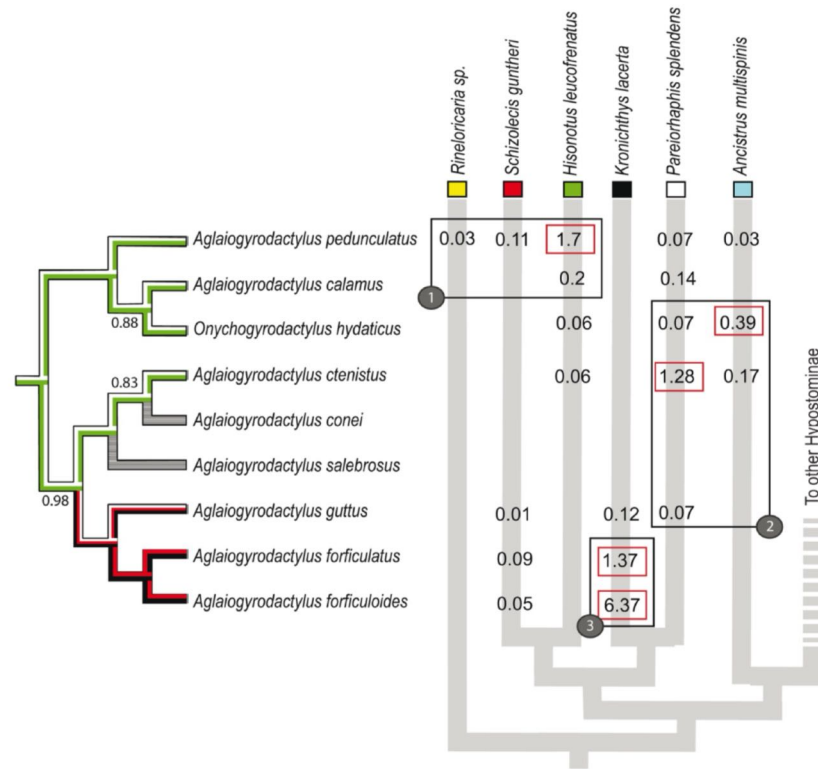 Rineloricaria sp.
Schizolecis guntheri
Hisonotus leucofrenatus
Kronichthys lacerta
Pareiorhaphis splendens
Ancistrus multispinis
Aglaiogyrodactylus pedunculatus 0.03 0.11 1.7 0.07 0.03
Aglaiogyrodactylus calamus 0.2 0.14
1
0.88
Onychogyrodactylus hydaticus 0.06 0.07 0.39
0.83
Aglaiogyrodactylus ctenistus 0.06 1.28 0.17
Aglaiogyrodactylus conei
Aglaiogyrodactylus salebrosus
0.98
Aglaiogyrodactylus guttus 0.01 0.12 0.07
2
Aglaiogyrodactylus forficulatus 0.09 1.37
Aglaiogyrodactylus forficuloides 0.05 6.37
3
To other Hypostominae